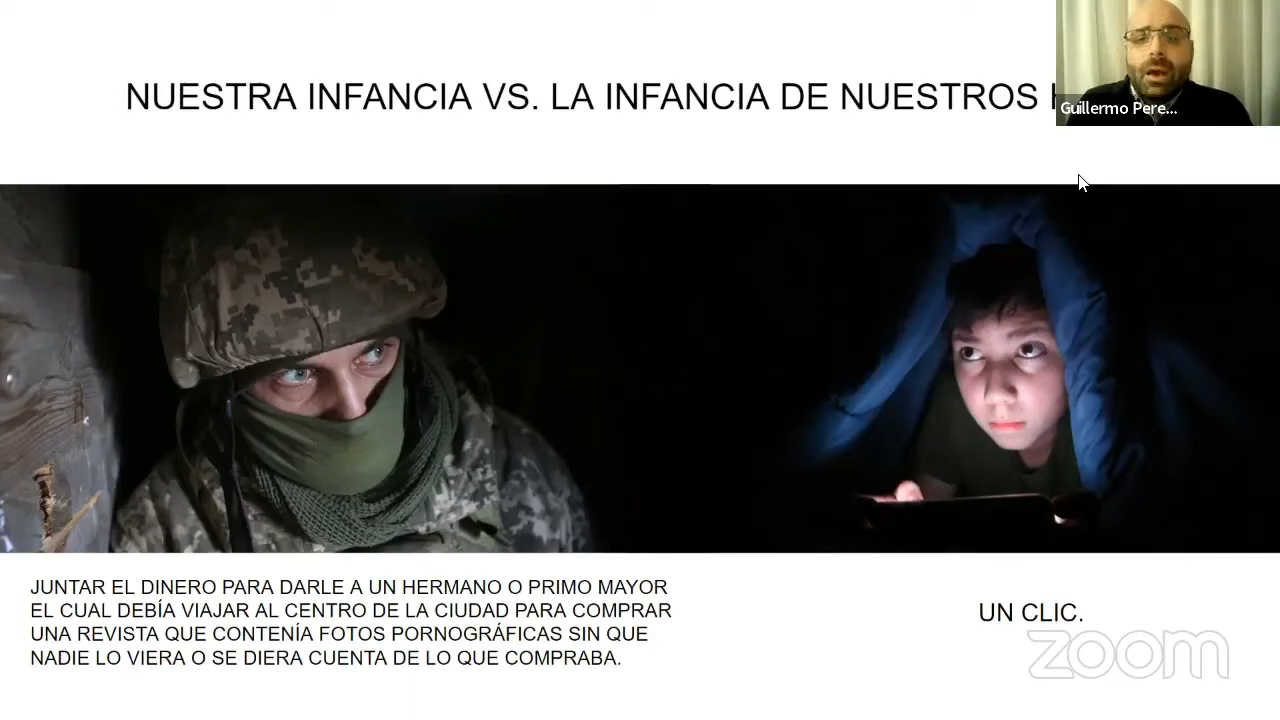 NUESTRA INFANCIA VS. LA INFANCIA DE NUESTROS
Guillermo Pere...
JUNTAR EL DINERO PARA DARLE A UN HERMANO O PRIMO MAYOR
EL CUAL DEBÍA VIAJAR AL CENTRO DE LA CIUDAD PARA COMPRAR
UNA REVISTA QUE CONTENÍA FOTOS PORNOGRÁFICAS SIN QUE
NADIE LO VIERA O SE DIERA CUENTA DE LO QUE COMPRABA.
UN CLIC.
zoom